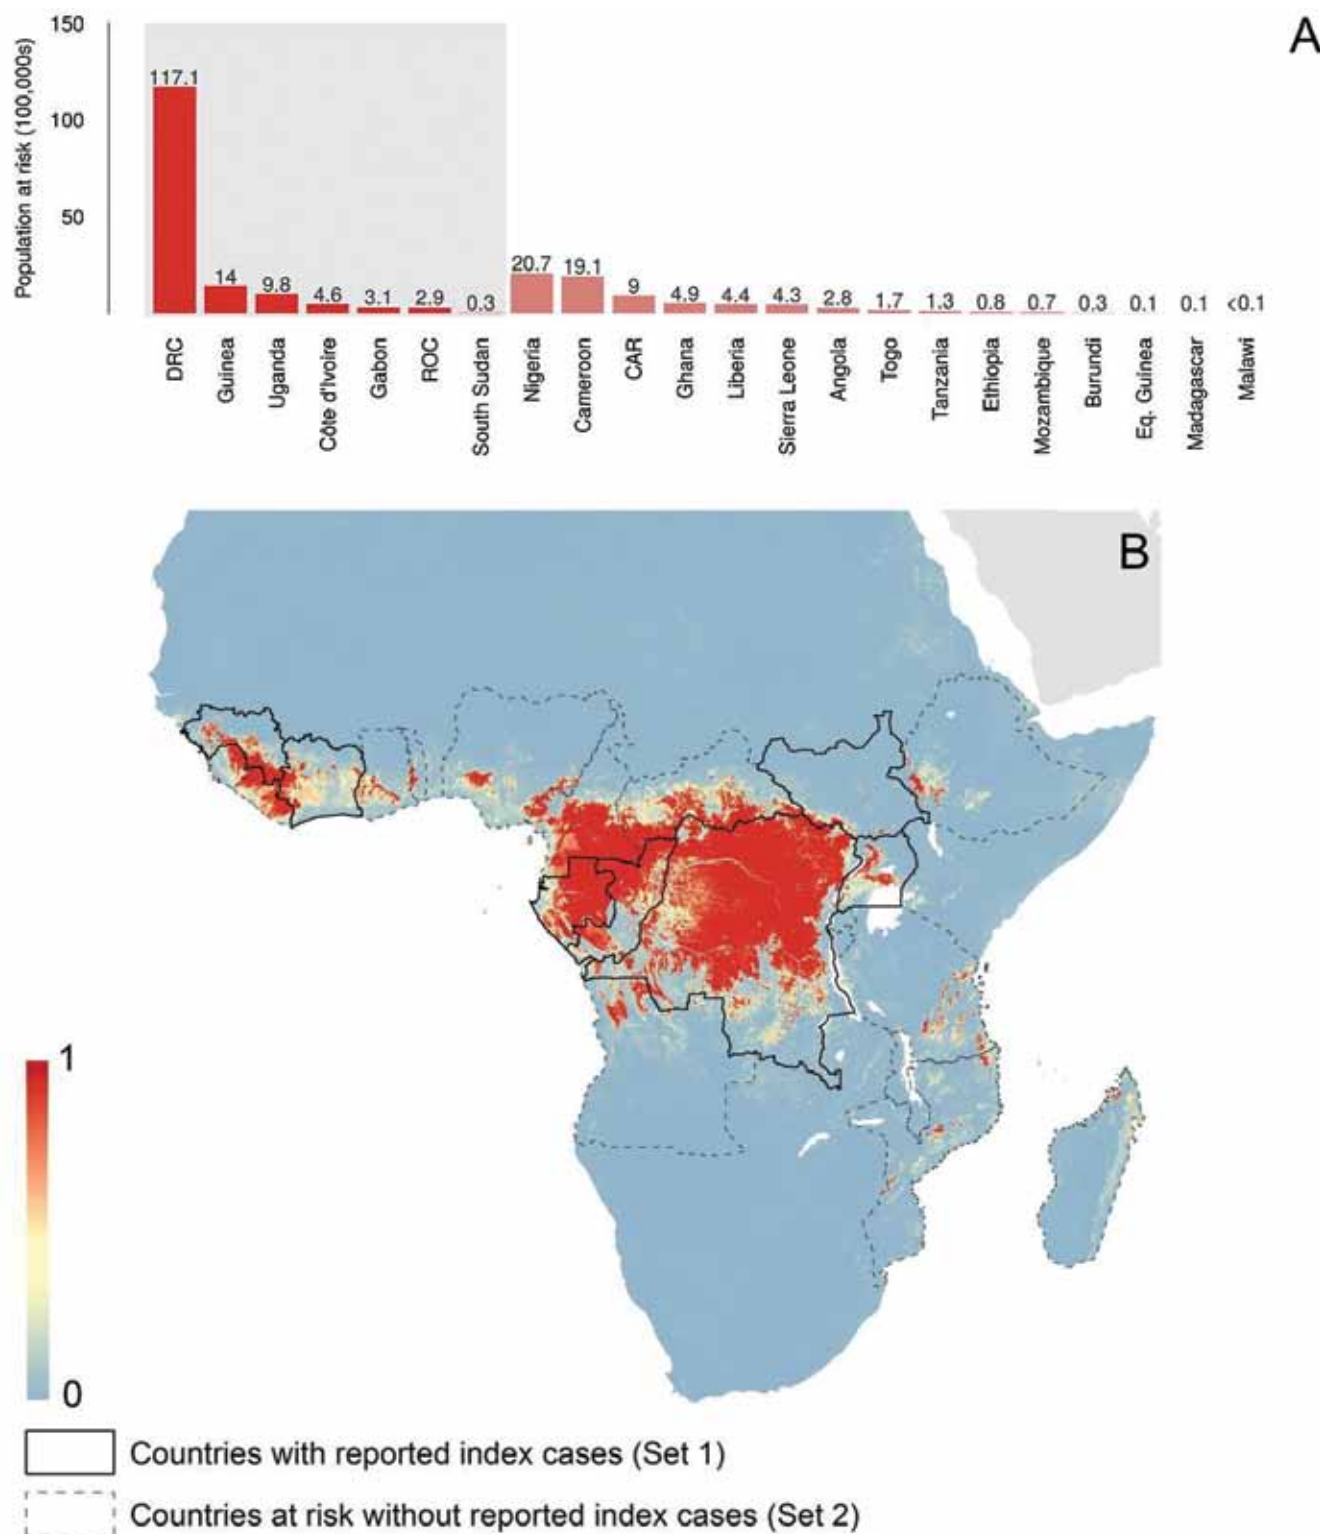 A
Population at risk (100,000s)
150
100
50
117.1
14
9.8
4.6
3.1
2.9
0.3
20.7
19.1
9
4.9
4.4
4.3
2.8
1.7
1.3
0.8
0.7
0.3
0.1
0.1
<0.1
DRC
Guinea
Uganda
Côte d'Ivoire
Gabon
ROC
South Sudan
Nigeria
Cameroon
CAR
Ghana
Liberia
Sierra Leone
Angola
Togo
Tanzania
Ethiopia
Mozambique
Burundi
Eq. Guinea
Madagascar
Malawi
B
1
0
Countries with reported index cases (Set 1)
Countries at risk without reported index cases (Set 2)